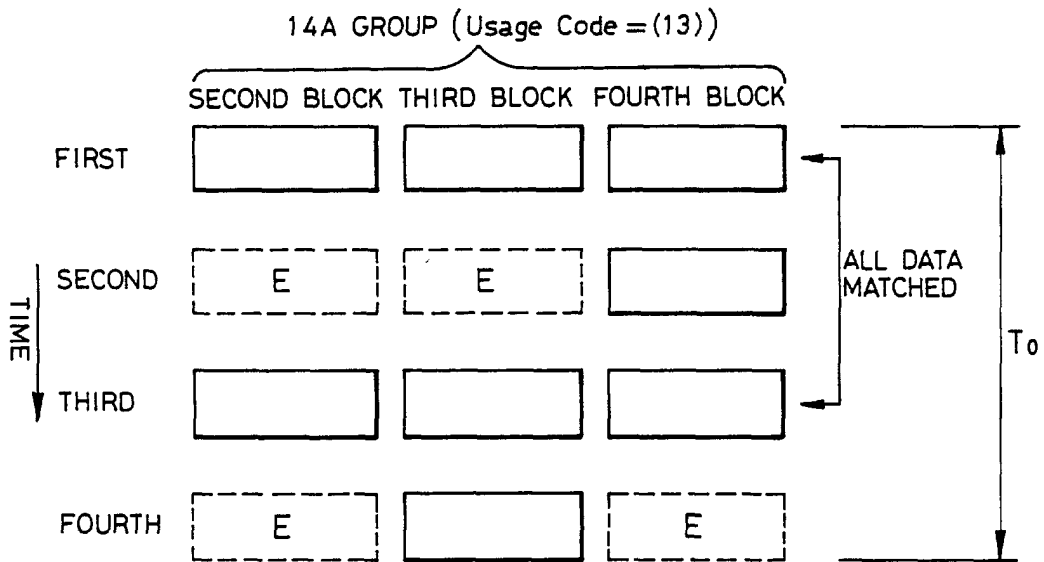 14A GROUP (Usage Code=(13))
SECOND BLOCK THIRD BLOCK FOURTH BLOCK
FIRST
SECOND E E
ALL DATA
MATCHED
TIME
T0
THIRD
FOURTH E E